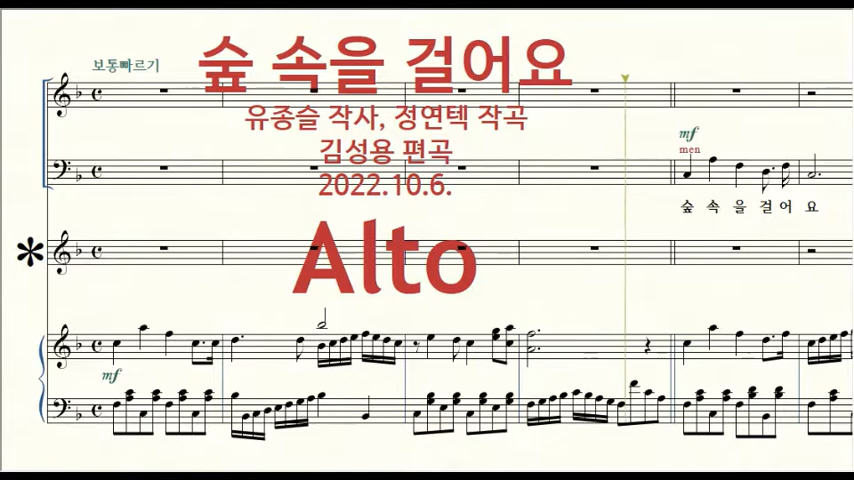 보통빠르기
숲 속을 걸어요
유종슬 작사, 정연텍 작곡
김성용 편곡
2022.10.6.
mf
men
숲 속 을 걸 어 요
*
Alto
mf